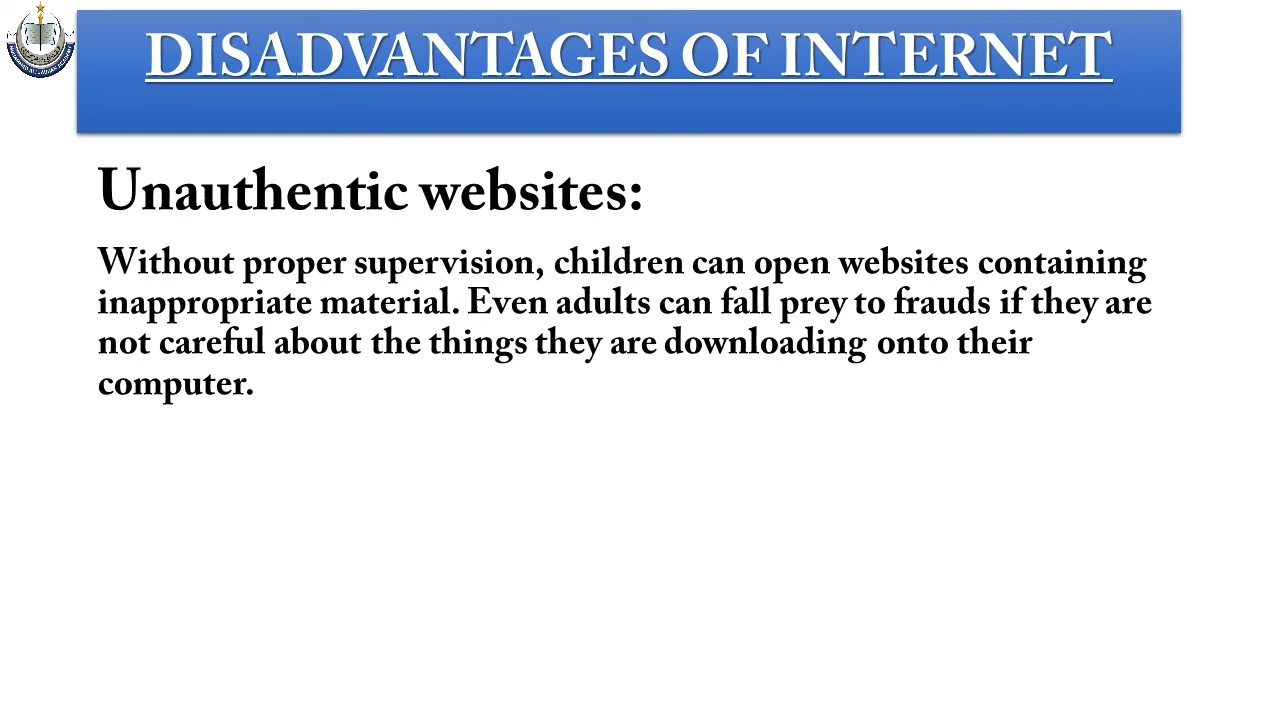 DISADVANTAGES OF INTERNET
Unauthentic websites:
Without proper supervision, children can open websites containing
inappropriate material. Even adults can fall prey to frauds if they are
not careful about the things they are downloading onto their
computer.